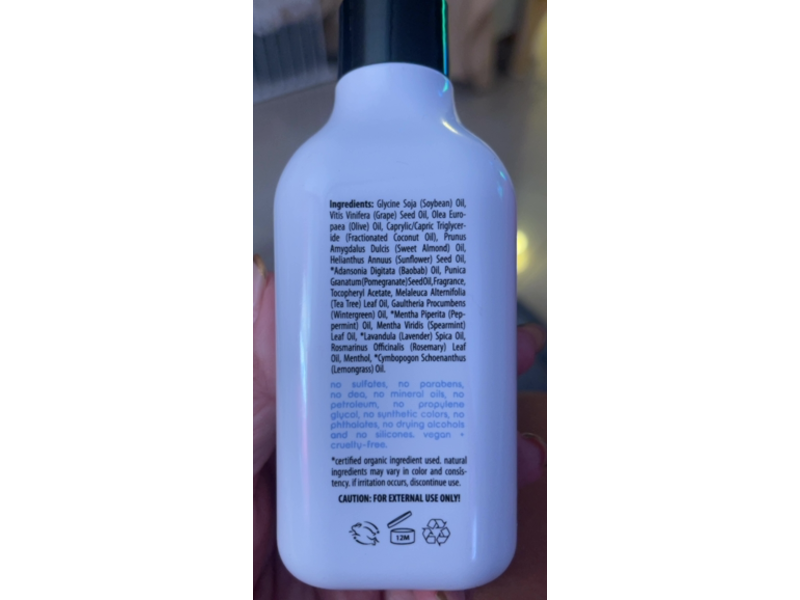 Ingredients: Glycine Soja (Soybean) Oil,
Vitis Vinifera (Grape) Seed Oil, Olea Euro-
paea (Olive) Oil, Caprylic/Capric Triglycer-
ide (Fractionated Coconut Oil), Prunus
Amygdalus Dulcis (Sweet Almond) Oil,
Helianthus Annuus (Sunflower) Seed Oil,
*Adansonia Digitata (Baobab) Oil, Punica
Granatum(Pomegranate)SeedOil,Fragrance,
Tocopheryl Acetate, Melaleuca Alternifolia
(Tea Tree) Leaf Oil, Gaultheria Procumbens
(Wintergreen) Oil, *Mentha Piperita (Pep-
permint) Oil, Mentha Viridis (Spearmint)
Leaf Oil, *Lavandula (Lavender) Spica Oil,
Rosmarinus Officinalis (Rosemary) Leaf
Oil, Menthol, *Cymbopogon Schoenanthus
(Lemongrass) Oil.
no sulfates, no parabens,
no dea, no mineral oils, no
petroleum, no propylene
glycol, no synthetic colors, no
phthalates, no drying alcohols
and no silicones. vegan +
cruelty-free.
*certified organic ingredient used. natural
ingredients may vary in color and consis-
tency. if irritation occurs, discontinue use.
CAUTION: FOR EXTERNAL USE ONLY!
12M